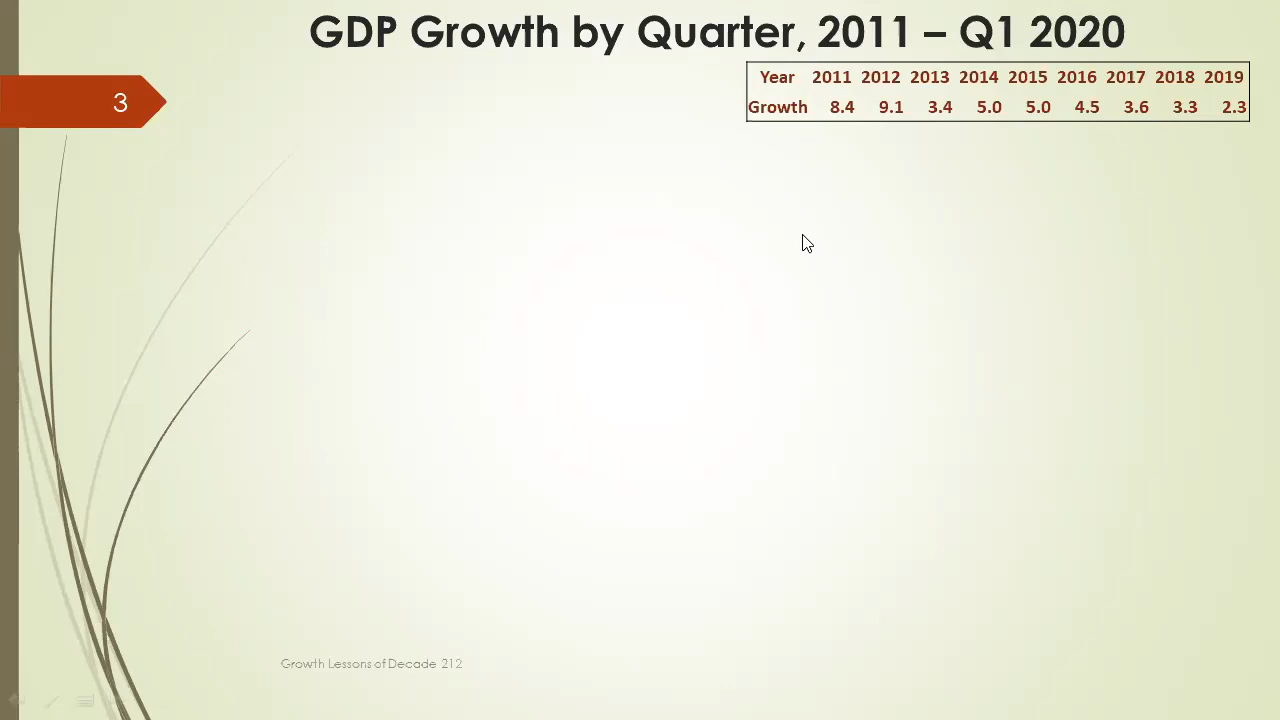 GDP Growth by Quarter, 2011 – Q1 2020
Year 2011 2012 2013 2014 2015 2016 2017 2018 2019
Growth 8.4 9.1 3.4 5.0 5.0 4.5 3.6 3.3 2.3
3
Growth Lessons of Decade 212